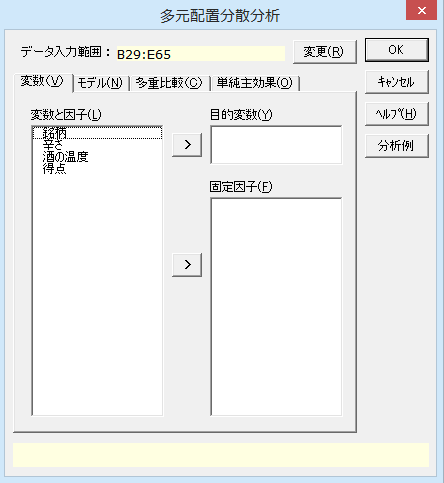 多元配置分散分析
データ入力範囲： B29:E65
変更(R)
OK
変数(V)
モデル(N)
多重比較(C)
単純主効果(O)
キャンセル
ヘルプ(H)
分析例
変数と因子(L)
目的変数(Y)
銘柄
辛さ
酒の温度
得点
>
固定因子(F)
>